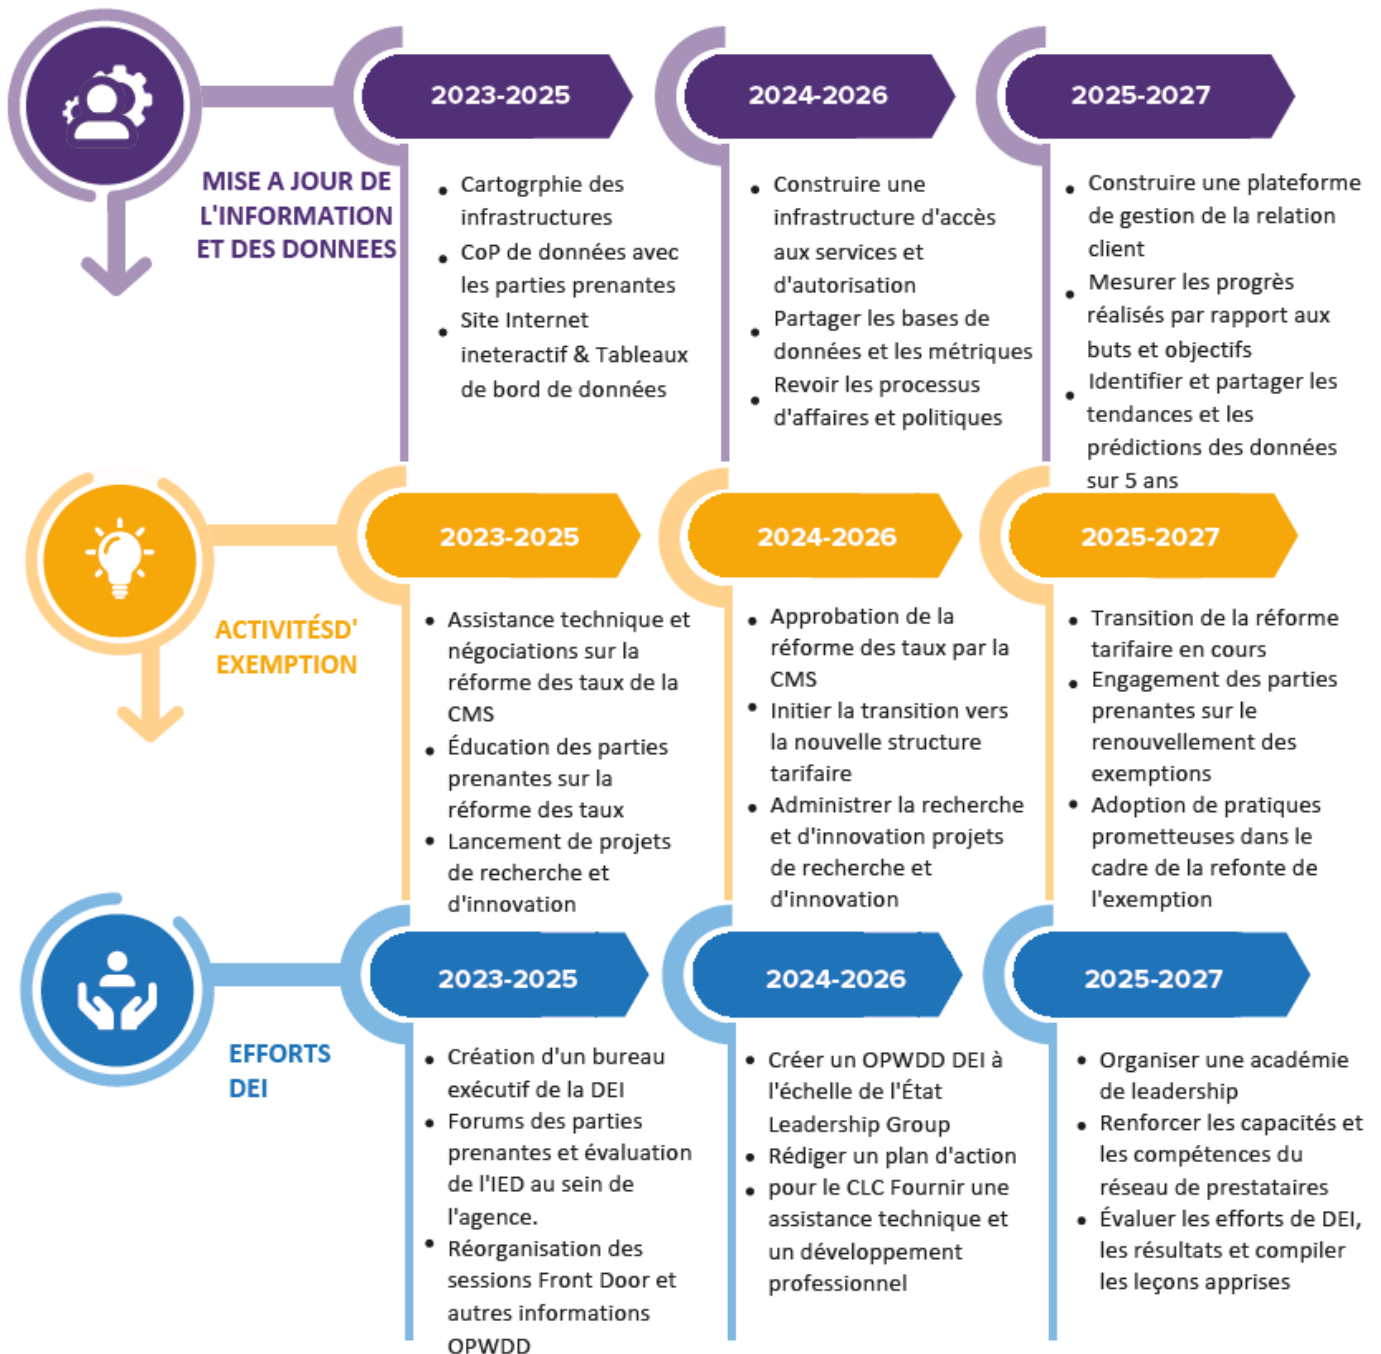 MISE A JOUR DE
L'INFORMATION
ET DES DONNEES
2023-2025
• Cartogrphie des
infrastructures
• CoP de données avec
les parties prenantes
• Site Internet
ineteractif & Tableaux
de bord de données
2024-2026
• Construire une
infrastructure d'accès
aux services et
d'autorisation
• Partager les bases de
données et les métriques
• Revoir les processus
d'affaires et politiques
2025-2027
• Construire une plateforme
de gestion de la relation
client
• Mesurer les progrès
réalisés par rapport aux
buts et objectifs
• Identifier et partager les
tendances et les
prédictions des données
sur 5 ans
ACTIVITÉSD'
EXEMPTION
2023-2025
• Assistance technique et
négociations sur la
réforme des taux de la
CMS
• Éducation des parties
prenantes sur la
réforme des taux
• Lancement de projets
de recherche et
d'innovation
2024-2026
• Approbation de la
réforme des taux par la
CMS
• Initier la transition vers
la nouvelle structure
tarifaire
• Administrer la recherche
et d'innovation projets
de recherche et
d'innovation
2025-2027
• Transition de la réforme
tarifaire en cours
• Engagement des parties
prenantes sur le
renouvellement des
exemptions
• Adoption de pratiques
prometteuses dans le
cadre de la refonte de
l'exemption
EFFORTS
DEI
2023-2025
• Création d'un bureau
exécutif de la DEI
• Forums des parties
prenantes et évaluation
de l'IED au sein de
l'agence.
• Réorganisation des
sessions Front Door et
autres informations
OPWDD
2024-2026
• Créer un OPWDD DEI à
l'échelle de l'État
Leadership Group
• Rédiger un plan d'action
• pour le CLC Fournir une
assistance technique et
un développement
professionnel
2025-2027
• Organiser une académie
de leadership
• Renforcer les capacités et
les compétences du
réseau de prestataires
• Évaluer les efforts de DEI,
les résultats et compiler
les leçons apprises